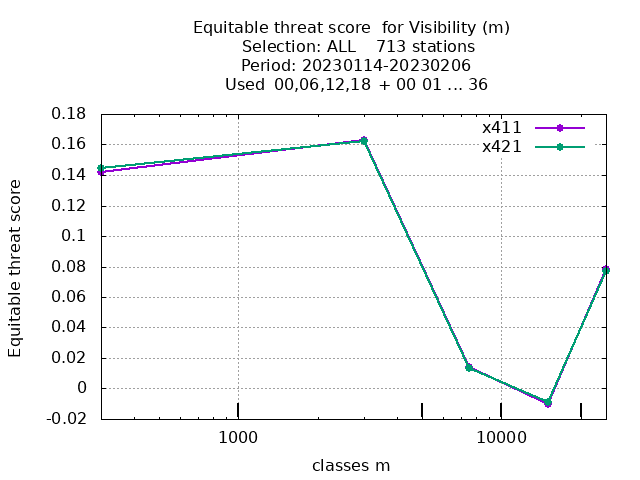 Equitable threat score  for Visibility (m)
Selection: ALL    713 stations
Period: 20230114-20230206
Used  00,06,12,18 + 00 01 ... 36
x411
x421
0.18
0.16
0.14
0.12
0.1
0.08
0.06
0.04
0.02
0
-0.02
Equitable threat score
1000
10000
classes m